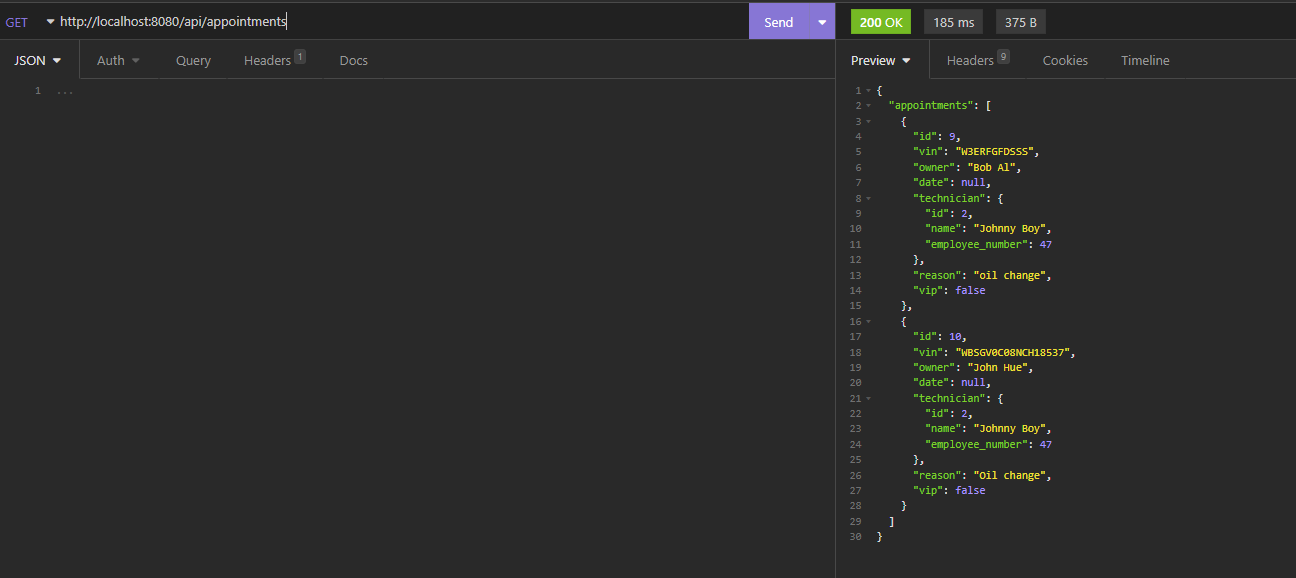 GET http://localhost:8080/api/appointments Send 200 OK 185 ms 375 B
JSON Auth Query Headers 1 Docs Preview Headers 9 Cookies Timeline
1 ...
1 {
2 "appointments": [
3 {
4 "id": 9,
5 "vin": "W3ERFGFDSSS",
6 "owner": "Bob Al",
7 "date": null,
8 "technician": {
9 "id": 2,
10 "name": "Johnny Boy",
11 "employee_number": 47
12 },
13 "reason": "oil change",
14 "vip": false
15 },
16 {
17 "id": 10,
18 "vin": "WBSGV0C08NCH18537",
19 "owner": "John Hue",
20 "date": null,
21 "technician": {
22 "id": 2,
23 "name": "Johnny Boy",
24 "employee_number": 47
25 },
26 "reason": "Oil change",
27 "vip": false
28 }
29 ]
30 }